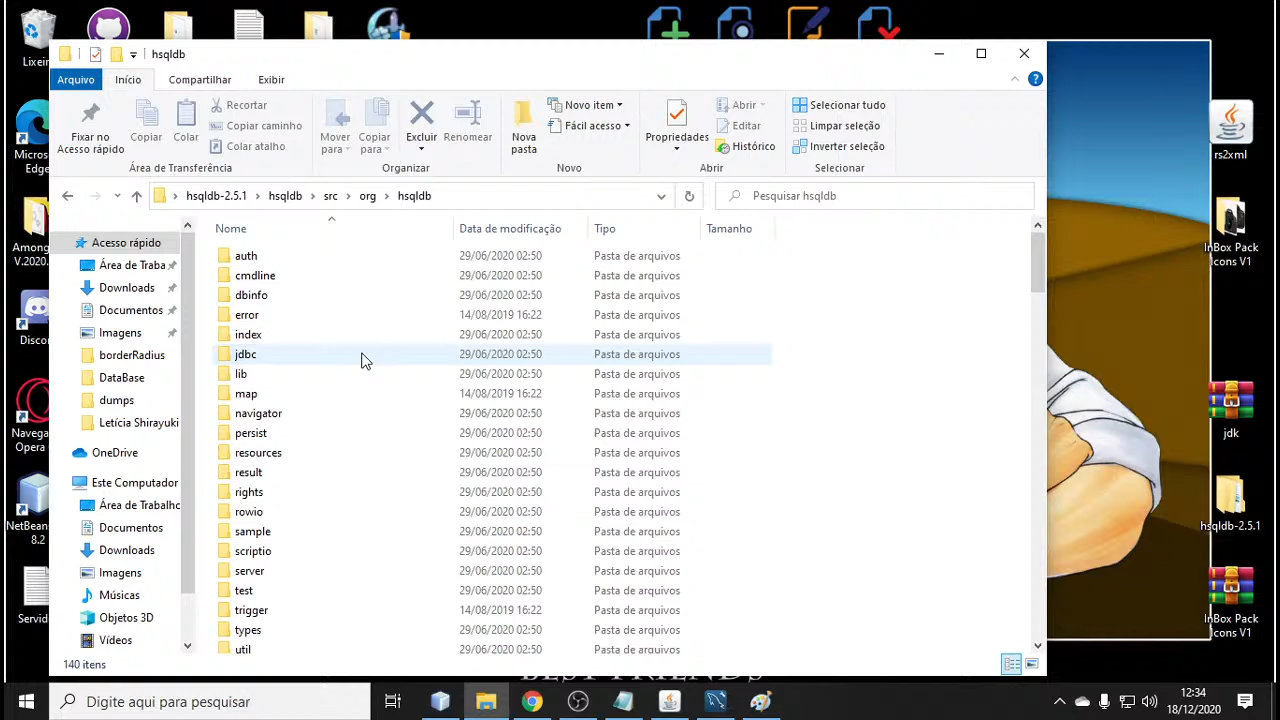 hsqldb
Arquivo Início Compartilhar Exibir
Fixar no Acesso rápido
Copiar
Colar
Recortar
Copiar caminho
Colar atalho
Mover para
Copiar para
Excluir
Renomear
Nova pasta
Novo item
Fácil acesso
Propriedades
Abrir
Editar
Histórico
Selecionar tudo
Limpar seleção
Inverter seleção
Área de Transferência Organizar Novo Abrir Selecionar
hsqldb-2.5.1 > hsqldb > src > org > hsqldb
Pesquisar hsqldb
Nome Data de modificação Tipo Tamanho
auth 29/06/2020 02:50 Pasta de arquivos
cmdline 29/06/2020 02:50 Pasta de arquivos
dbinfo 29/06/2020 02:50 Pasta de arquivos
error 14/08/2019 16:22 Pasta de arquivos
index 29/06/2020 02:50 Pasta de arquivos
jdbc 29/06/2020 02:50 Pasta de arquivos
lib 29/06/2020 02:50 Pasta de arquivos
map 14/08/2019 16:22 Pasta de arquivos
navigator 29/06/2020 02:50 Pasta de arquivos
persist 29/06/2020 02:50 Pasta de arquivos
resources 29/06/2020 02:50 Pasta de arquivos
result 29/06/2020 02:50 Pasta de arquivos
rights 29/06/2020 02:50 Pasta de arquivos
rowio 29/06/2020 02:50 Pasta de arquivos
sample 29/06/2020 02:50 Pasta de arquivos
scriptio 29/06/2020 02:50 Pasta de arquivos
server 29/06/2020 02:50 Pasta de arquivos
test 29/06/2020 02:50 Pasta de arquivos
trigger 14/08/2019 16:22 Pasta de arquivos
types 29/06/2020 02:50 Pasta de arquivos
util 29/06/2020 02:50 Pasta de arquivos
Acesso rápido
Área de Traba
Downloads
Documentos
Imagens
borderRadius
DataBase
dumps
Letícia Shirayuki
OneDrive
Este Computador
Área de Trabalho
Documentos
Downloads
Imagens
Músicas
Objetos 3D
Vídeos
140 itens
Lixeir
Micros
Edge
Among
V.2020.
Discor
Navega
Opera
NetBean
8.2
Servid
rs2xml
InBox Pack
Icons V1
jdk
hsqldb-2.5.1
InBox Pack
Icons V1
BEST FRIENDS
Digite aqui para pesquisar
12:34
18/12/2020